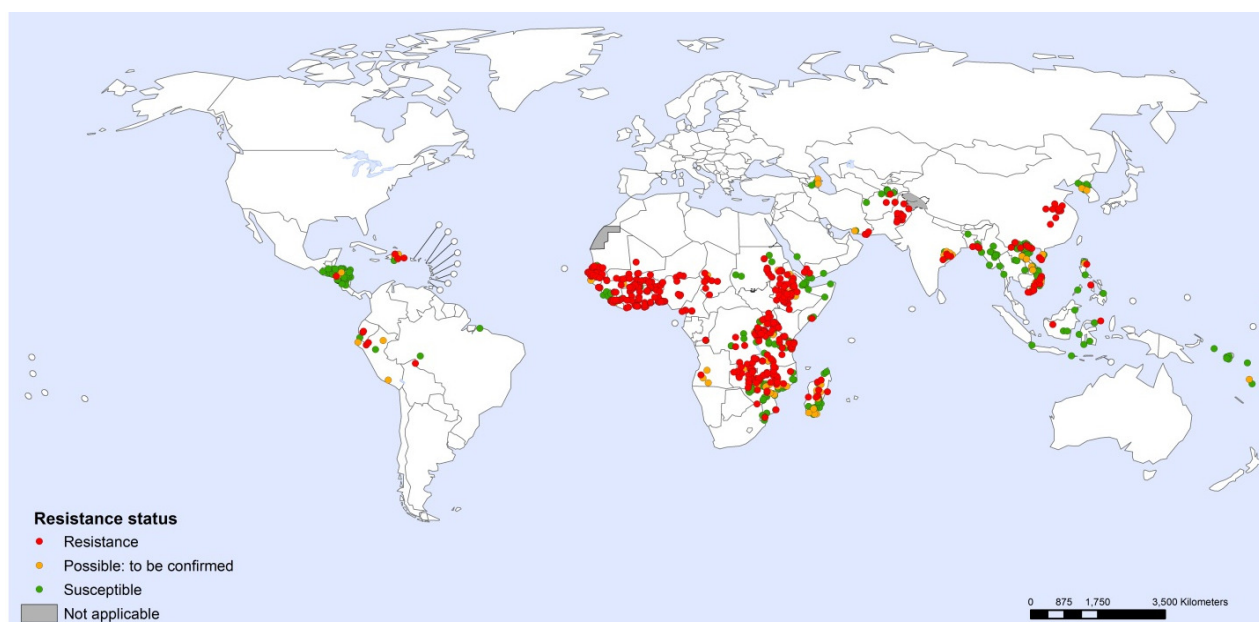 Resistance status
Resistance
Possible: to be confirmed
Susceptible
Not applicable
0 875 1,750 3,500 Kilometers